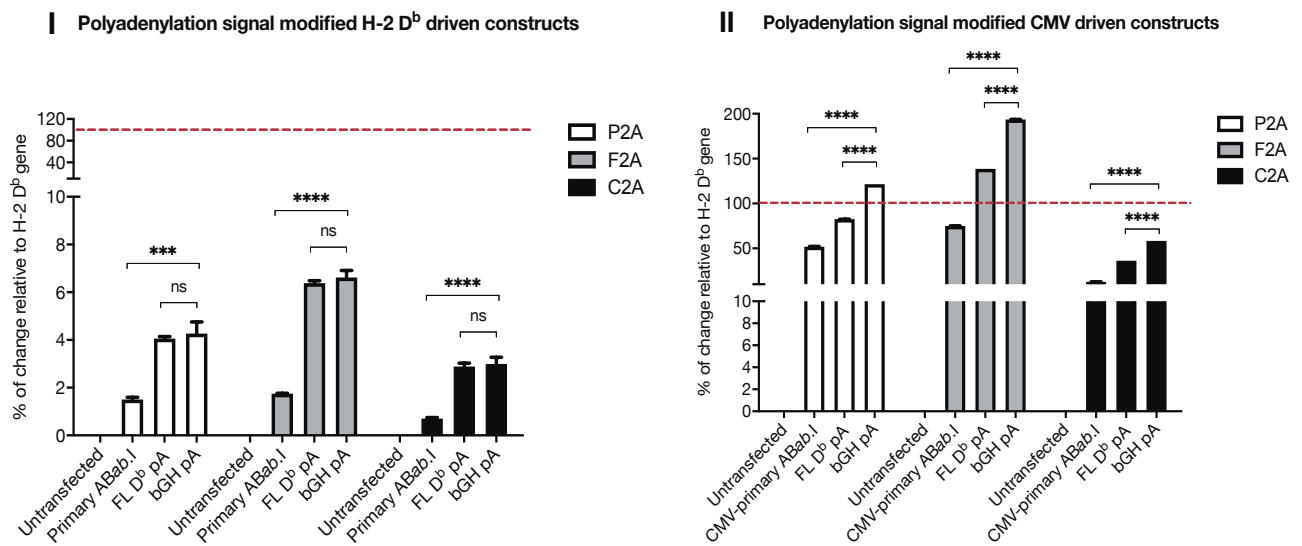 I Polyadenylation signal modified H-2 Dᵇ driven constructs
% of change relative to H-2 Dᵇ gene
120
80
40
10
8
6
4
2
0
***
ns
****
ns
****
ns
P2A
F2A
C2A
Untransfected
Primary ABab.I
FL Dᵇ pA
bGH pA
Untransfected
Primary ABab.I
FL Dᵇ pA
bGH pA
Untransfected
Primary ABab.I
FL Dᵇ pA
bGH pA
II Polyadenylation signal modified CMV driven constructs
% of change relative to H-2 Dᵇ gene
200
150
100
50
10
8
6
4
2
0
****
****
****
****
****
****
P2A
F2A
C2A
Untransfected
CMV-primary ABab.I
FL Dᵇ pA
bGH pA
Untransfected
CMV-primary ABab.I
FL Dᵇ pA
bGH pA
Untransfected
CMV-primary ABab.I
FL Dᵇ pA
bGH pA